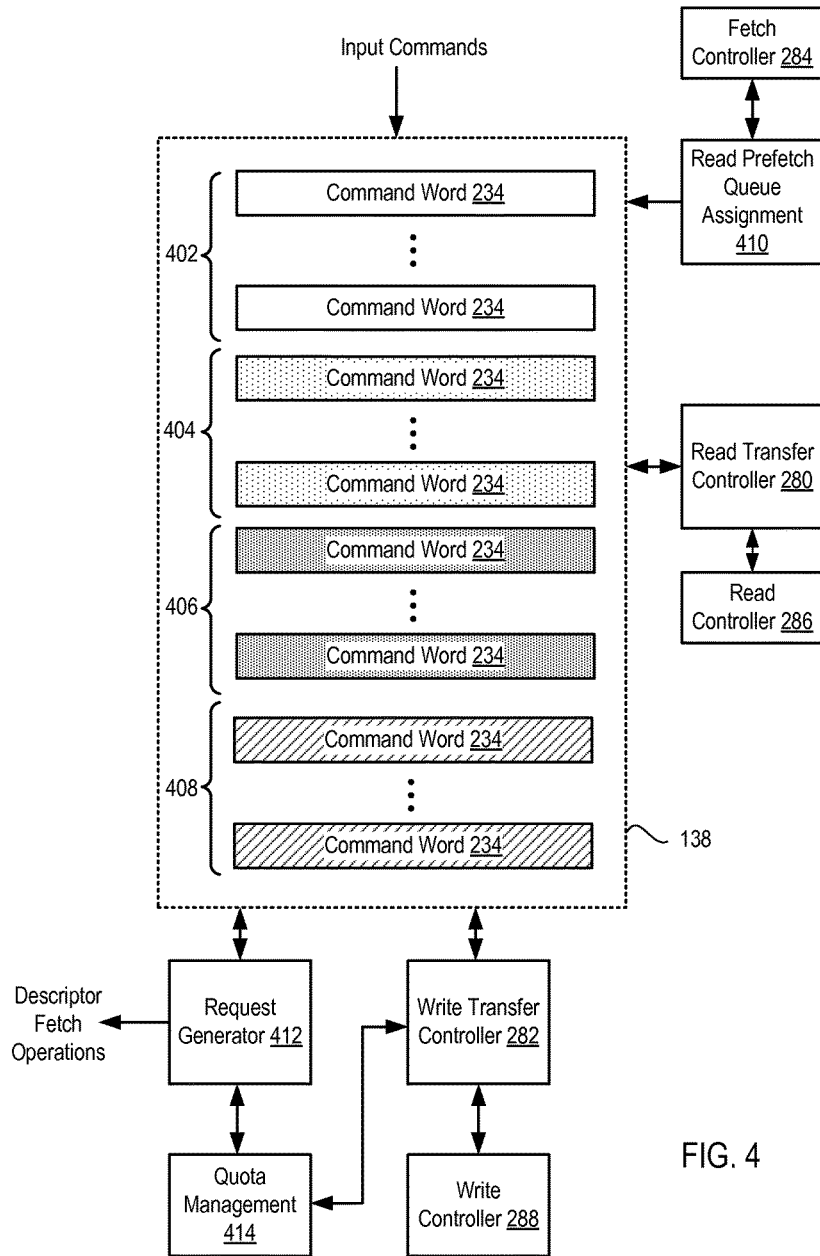 Input Commands
Fetch
Controller 284
Read Prefetch
Queue
Assignment
410
Command Word 234
Command Word 234
402
Command Word 234
Command Word 234
404
Read Transfer
Controller 280
Command Word 234
Command Word 234
406
Read
Controller 286
Command Word 234
Command Word 234
408
138
Descriptor
Fetch
Operations
Request
Generator 412
Write Transfer
Controller 282
Quota
Management
414
Write
Controller 288
FIG. 4